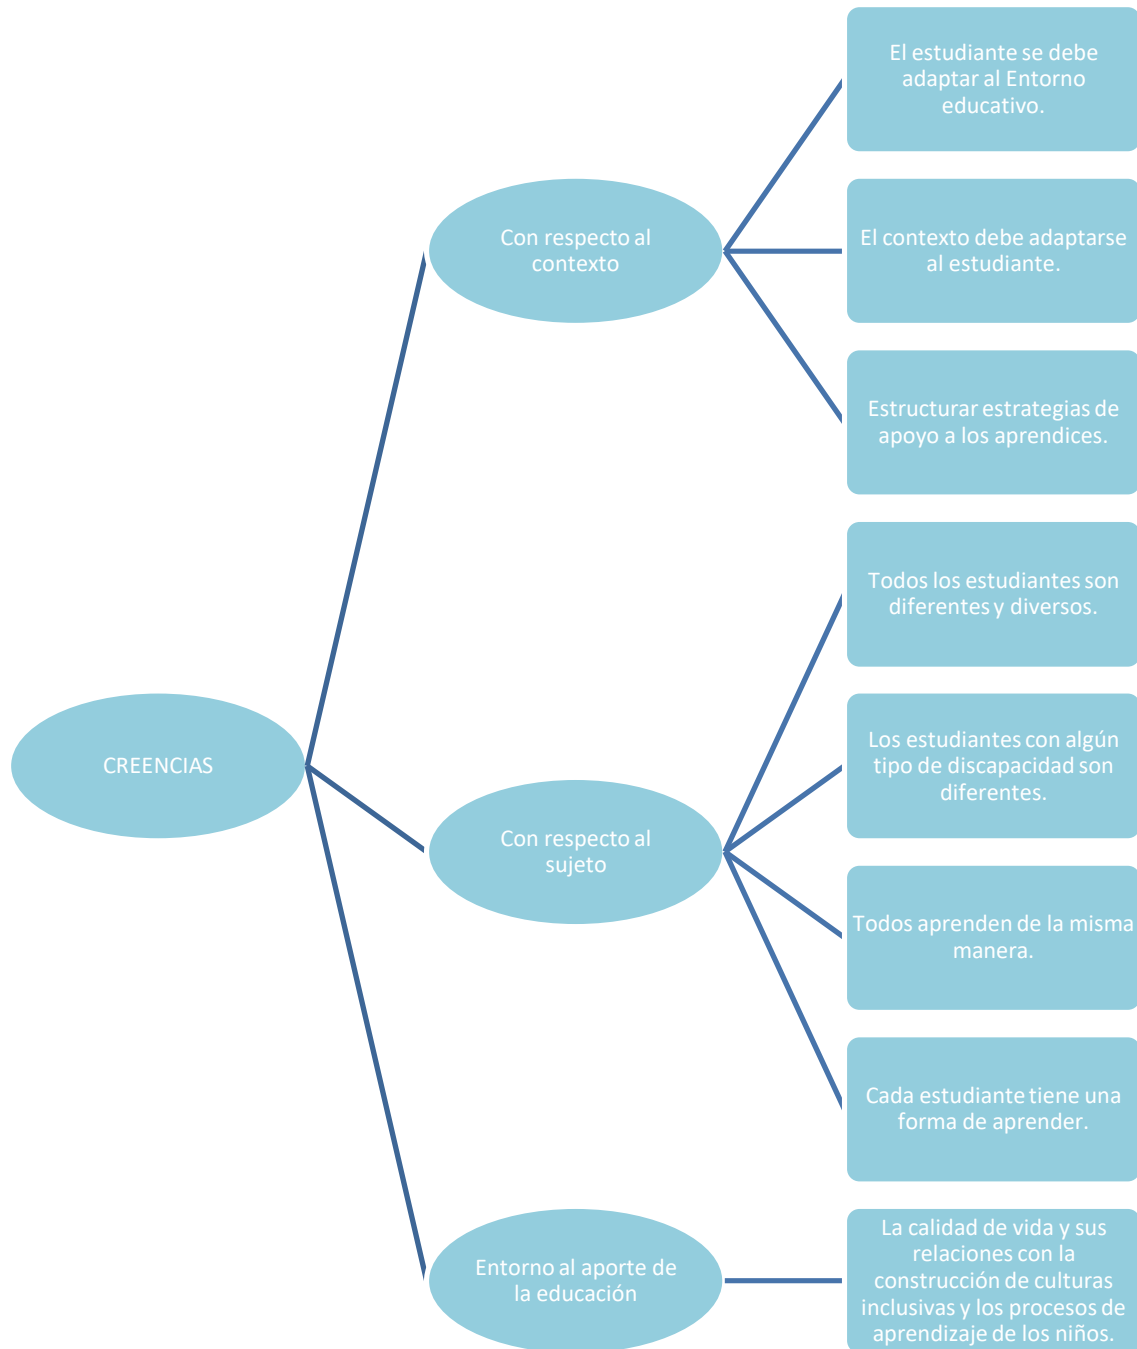 CREENCIAS
Con respecto al
contexto
El estudiante se debe
adaptar al Entorno
educativo.
El contexto debe adaptarse
al estudiante.
Estructurar estrategias de
apoyo a los aprendices.
Con respecto al
sujeto
Todos los estudiantes son
diferentes y diversos.
Los estudiantes con algún
tipo de discapacidad son
diferentes.
Todos aprenden de la misma
manera.
Cada estudiante tiene una
forma de aprender.
Entorno al aporte de
la educación
La calidad de vida y sus
relaciones con la
construcción de culturas
inclusivas y los procesos de
aprendizaje de los niños.